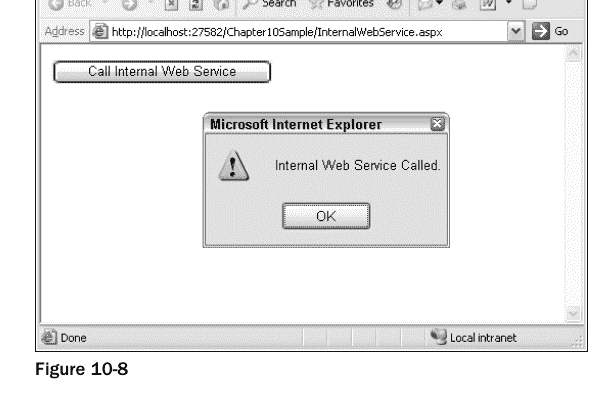 Back Search Favorites
Address http://localhost:27582/Chapter10Sample/InternalWebService.aspx Go
Call Internal Web Service
Microsoft Internet Explorer
Internal Web Service Called.
OK
Done Local intranet
Figure 10-8